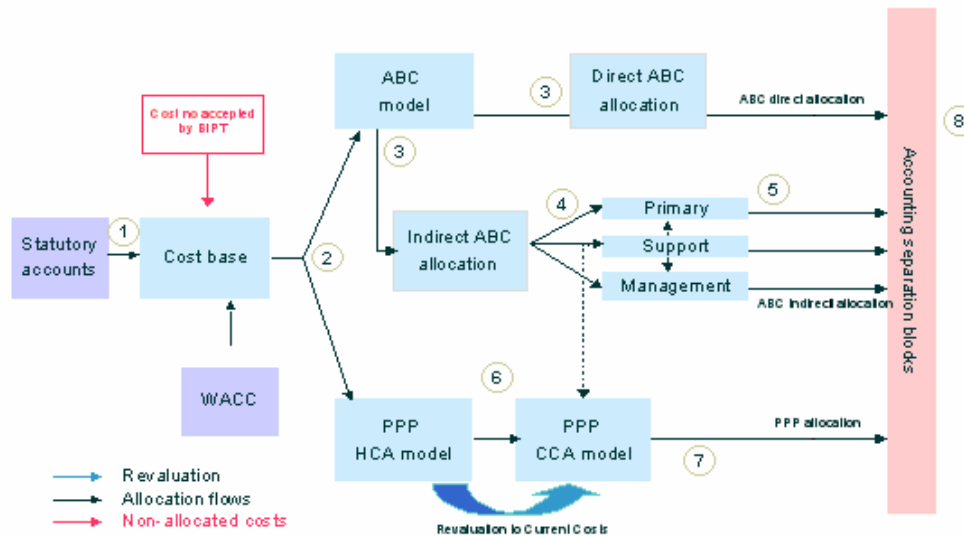 ABC
model
3
Direct ABC
allocation
ABC direct allocation
8
Cost no accepted
by BIPT
3
Accounting separation blocks
1
Statutory
accounts
Cost base
2
Indirect ABC
allocation
4
Primary
5
Support
Management
ABC indirect allocation
WACC
6
PPP
HCA model
PPP
CCA model
PPP allocation
7
Revaluation
Allocation flows
Non-allocated costs
Revaluation to Current Costs